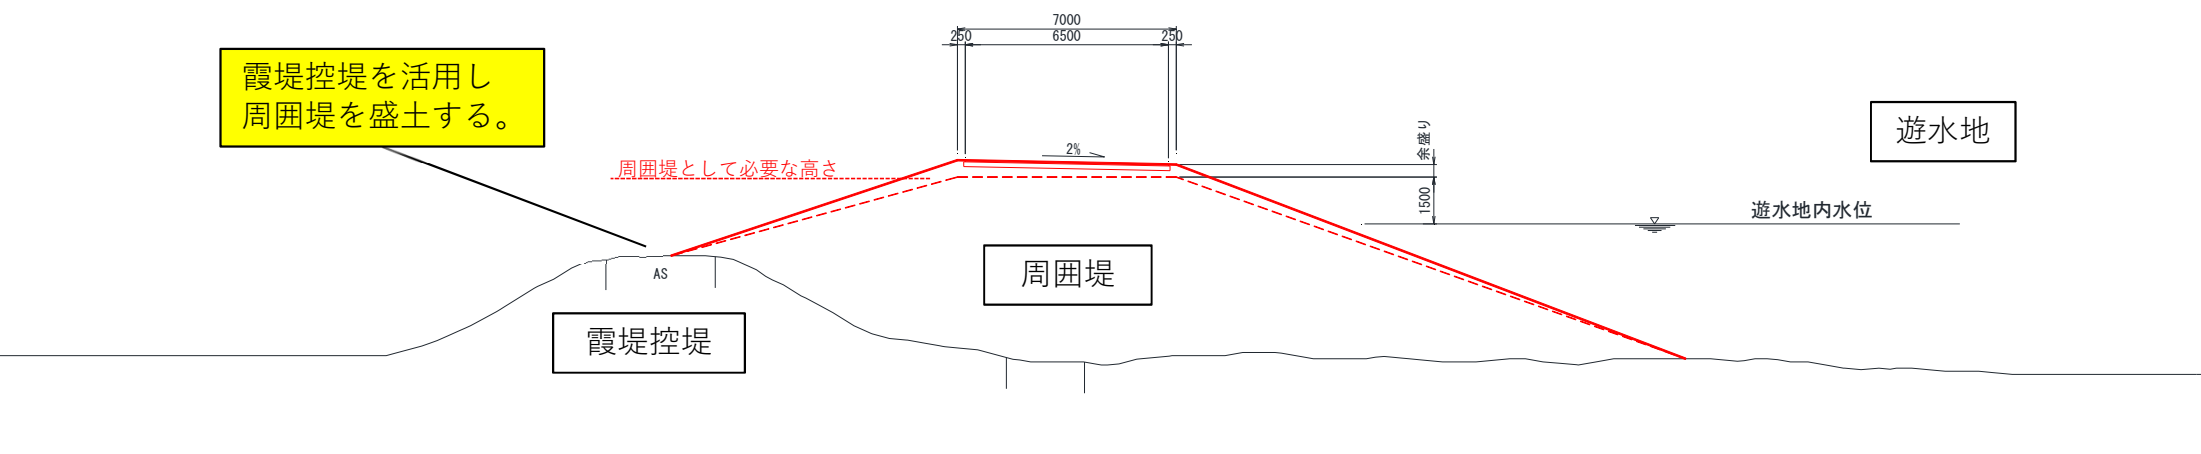 7000
250
6500
250
霞堤控堤を活用し
周囲堤を盛土する。
遊水地
余盛り
2%
周囲堤として必要な高さ
1500
遊水地内水位
周囲堤
AS
霞堤控堤